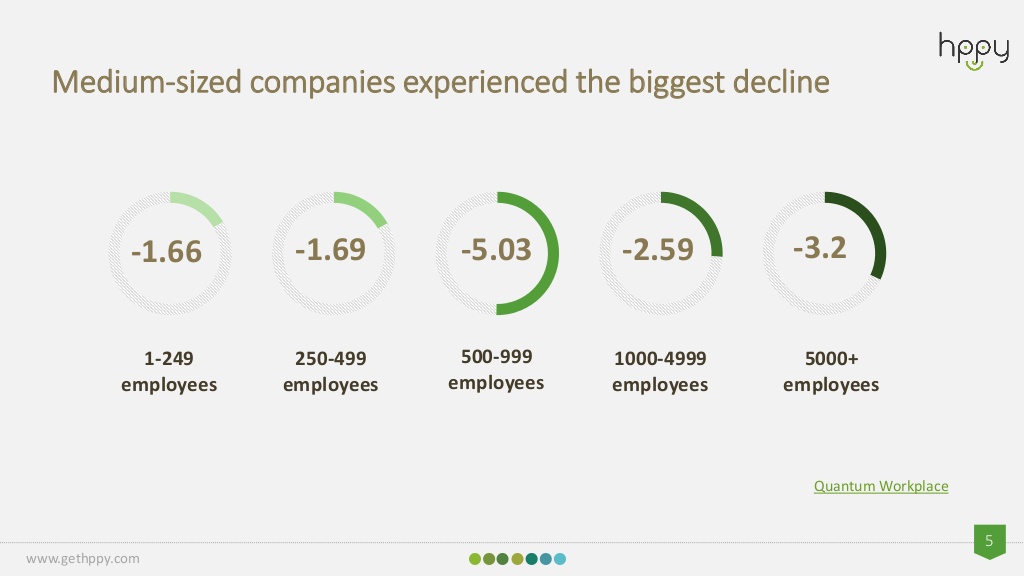 hppy
Medium-sized companies experienced the biggest decline
-1.66
-1.69
-5.03
-2.59
-3.2
1-249
employees
250-499
employees
500-999
employees
1000-4999
employees
5000+
employees
Quantum Workplace
5
www.gethppy.com